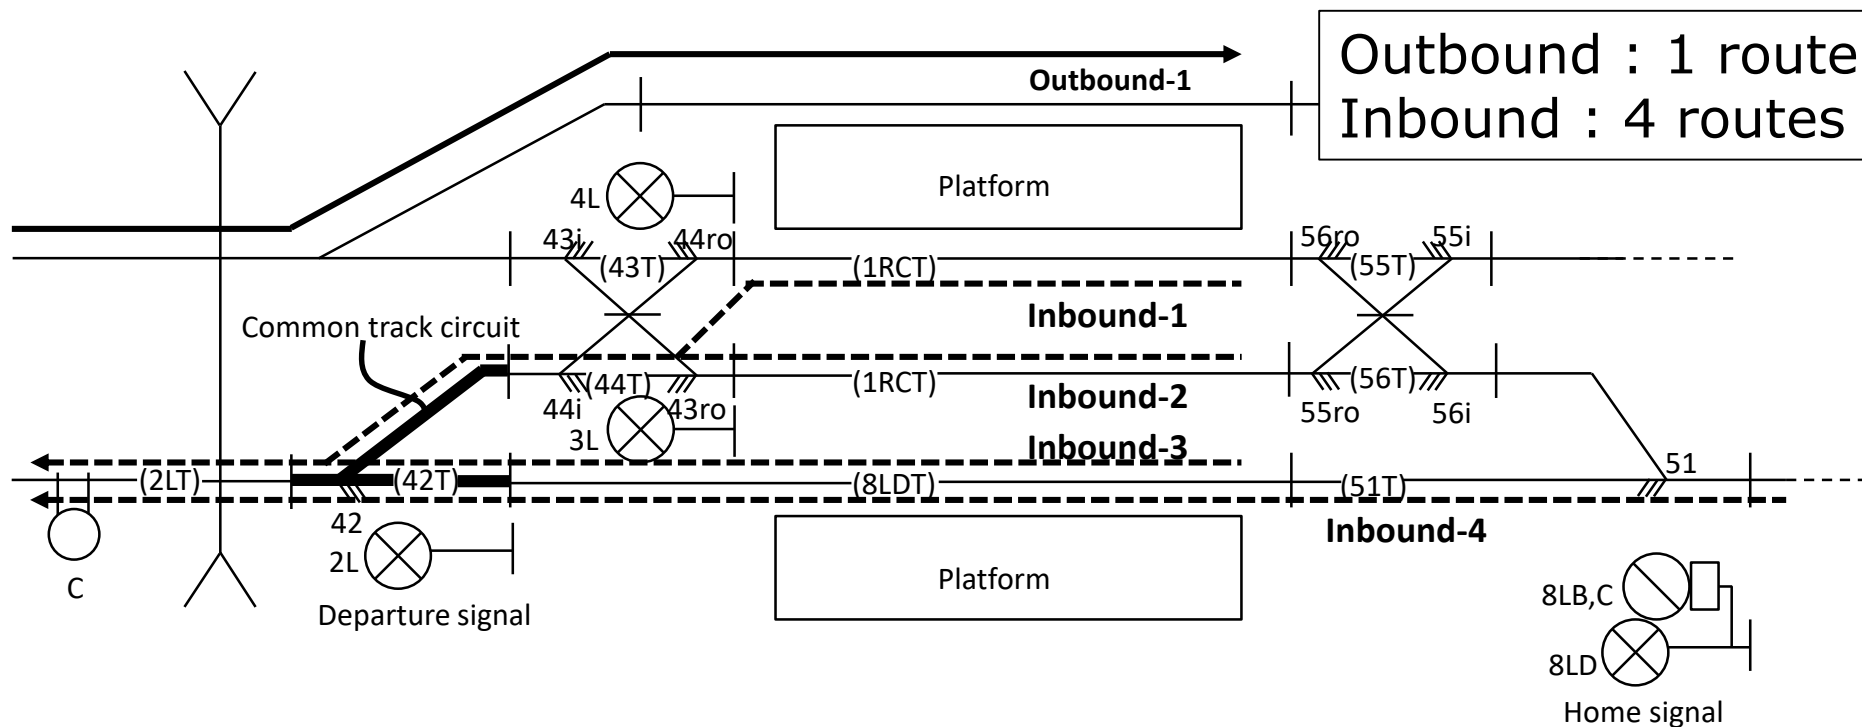 Outbound : 1 route
Inbound : 4 routes
Outbound-1
Platform
4L
43i
44ro
56ro
55i
(43T)
(1RCT)
(55T)
Inbound-1
Common track circuit
(44T)
(1RCT)
(56T)
44i
43ro
Inbound-2
55ro
56i
3L
Inbound-3
51
(2LT)
(42T)
(8LDT)
(51T)
42
Inbound-4
2L
C
Platform
8LB,C
Departure signal
8LD
Home signal